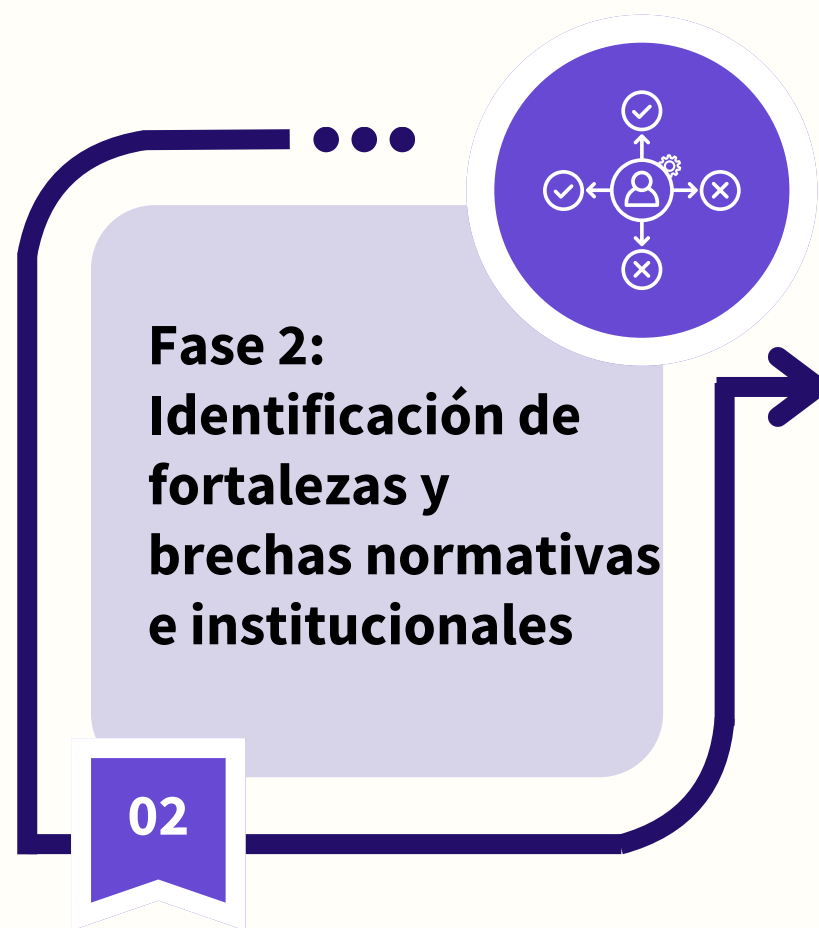 Fase 2:
Identificación de
fortalezas y
brechas normativas
e institucionales
02